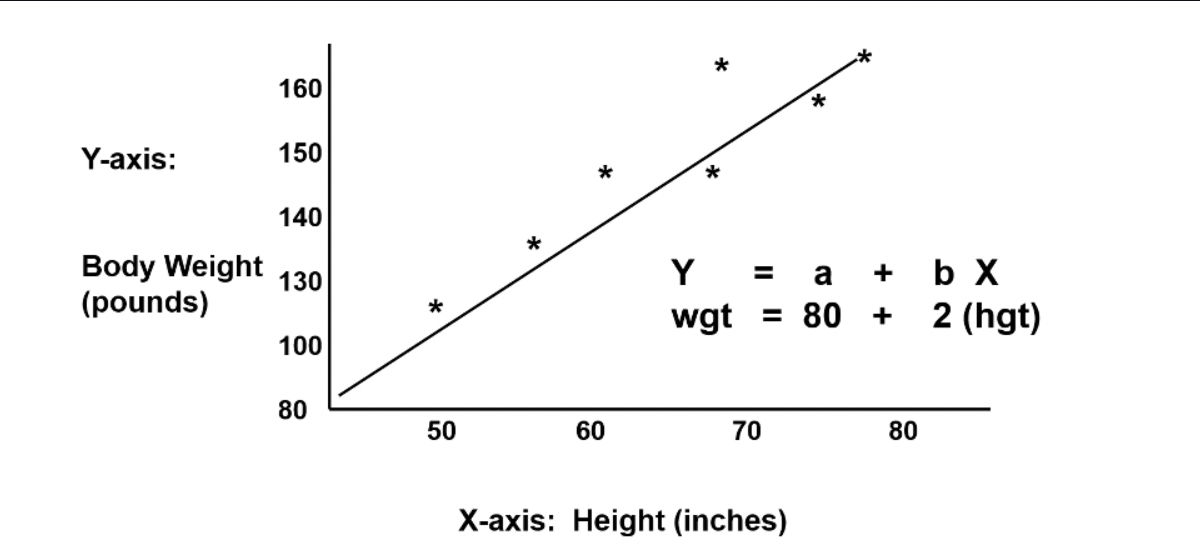 160
150
Y-axis:
140
Body Weight
(pounds)
130
Y = a + b X
wgt = 80 + 2 (hgt)
100
80
50 60 70 80
X-axis: Height (inches)